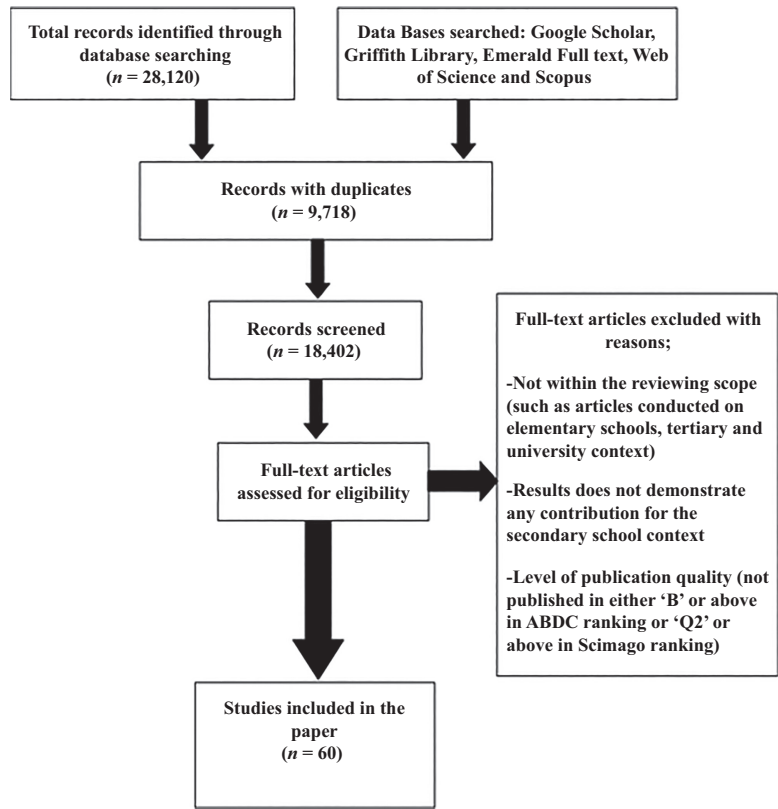 Total records identified through
database searching
(n = 28,120)
Data Bases searched: Google Scholar,
Griffith Library, Emerald Full text, Web
of Science and Scopus
Records with duplicates
(n = 9,718)
Records screened
(n = 18,402)
Full-text articles
assessed for eligibility
Full-text articles excluded with
reasons;
-Not within the reviewing scope
(such as articles conducted on
elementary schools, tertiary and
university context)
-Results does not demonstrate
any contribution for the
secondary school context
-Level of publication quality (not
published in either ‘B’ or above
in ABDC ranking or ‘Q2’ or
above in Scimago ranking)
Studies included in the
paper
(n = 60)